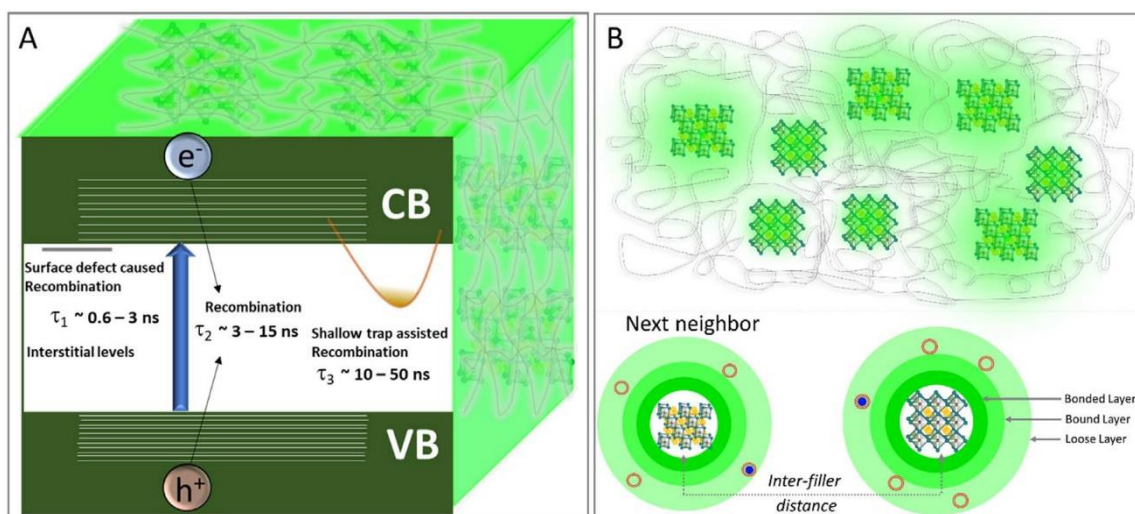 A
e-
CB
Surface defect caused
Recombination
τ1 ~ 0.6 – 3 ns
Interstitial levels
Recombination
τ2 ~ 3 – 15 ns
Shallow trap assisted
Recombination
τ3 ~ 10 – 50 ns
VB
h+
B
Next neighbor
Bonded Layer
Bound Layer
Loose Layer
Inter-filler
distance